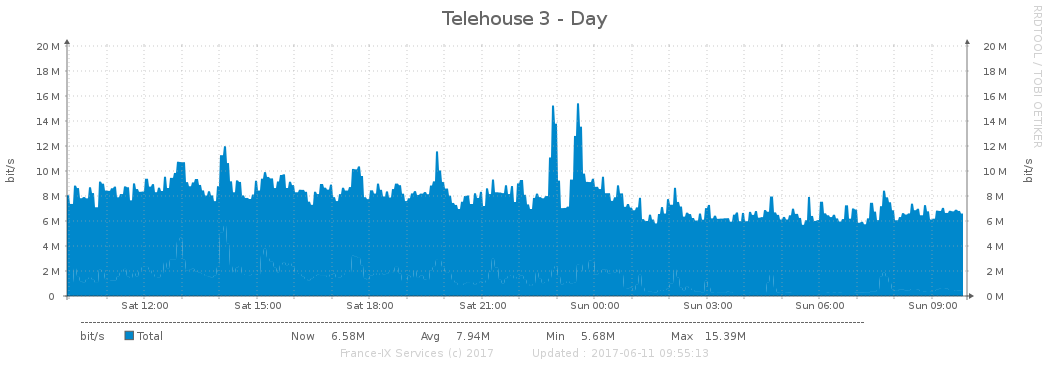 Telehouse 3 - Day
RRDTOOL / TOBI OETIKER
bit/s
20 M
18 M
16 M
14 M
12 M
10 M
8 M
6 M
4 M
2 M
0
20 M
18 M
16 M
14 M
12 M
10 M
8 M
6 M
4 M
2 M
0 M
bit/s
Sat 12:00 Sat 15:00 Sat 18:00 Sat 21:00 Sun 00:00 Sun 03:00 Sun 06:00 Sun 09:00
bit/s Total Now 6.58M Avg 7.94M Min 5.68M Max 15.39M
France-IX Services (c) 2017 Updated : 2017-06-11 09:55:13